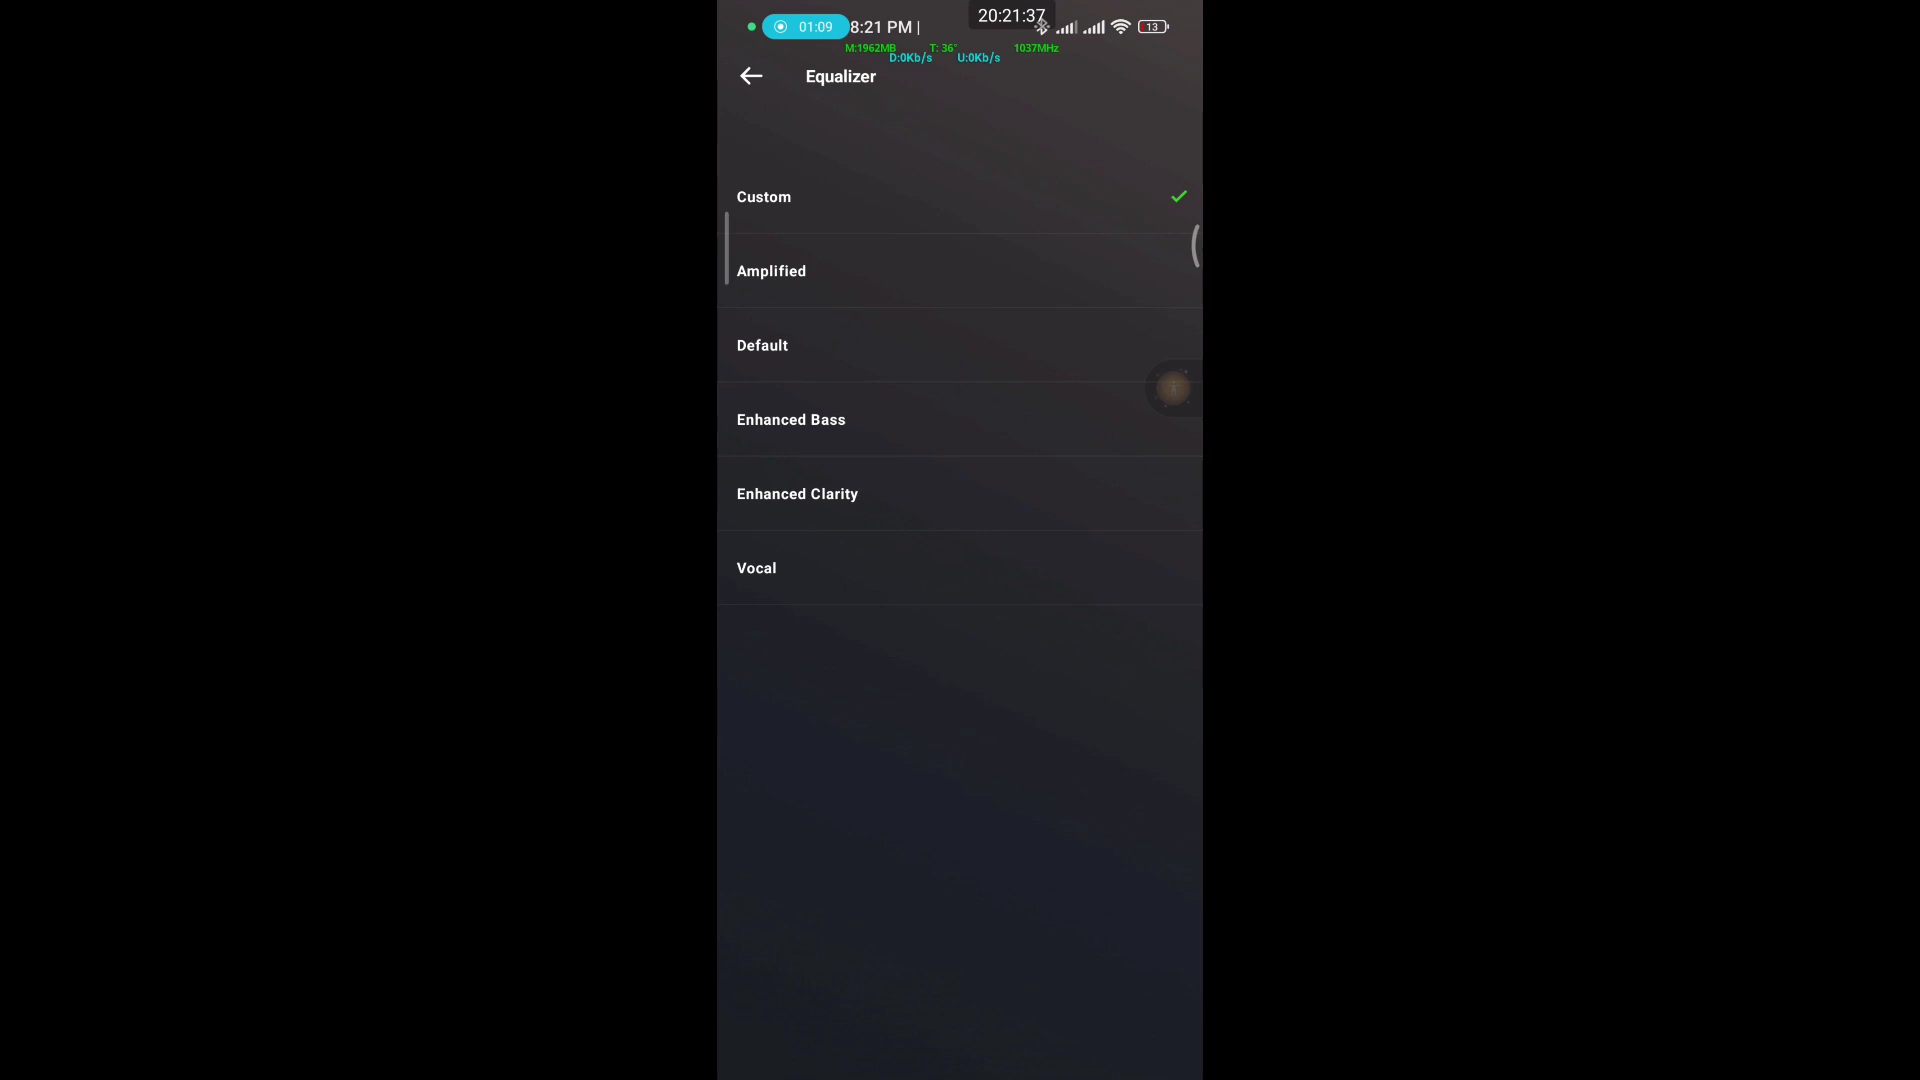 20:21:37
01:09 8:21 PM | 13
M:1962MB T: 36° 1037MHz
D:0Kb/s U:0Kb/s
Equalizer
Custom
Amplified
Default
Enhanced Bass
Enhanced Clarity
Vocal